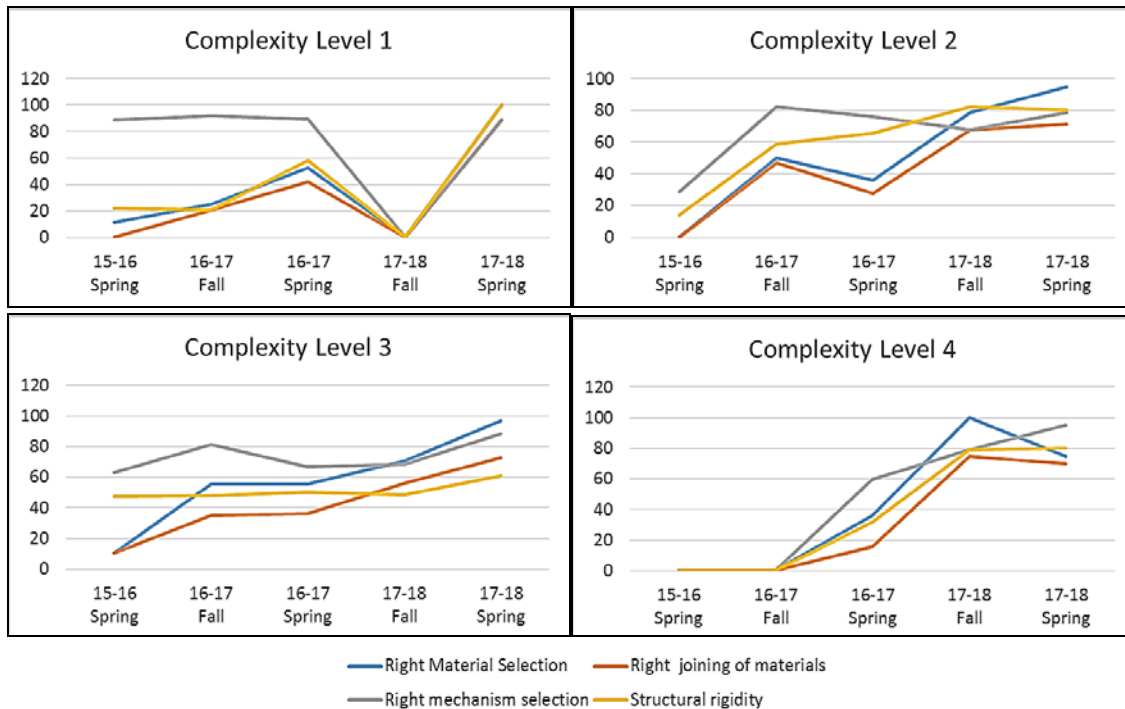 Complexity Level 1
120
100
80
60
40
20
0
15-16 Spring
16-17 Fall
16-17 Spring
17-18 Fall
17-18 Spring
Complexity Level 2
100
80
60
40
20
0
15-16 Spring
16-17 Fall
16-17 Spring
17-18 Fall
17-18 Spring
Complexity Level 3
120
100
80
60
40
20
0
15-16 Spring
16-17 Fall
16-17 Spring
17-18 Fall
17-18 Spring
Complexity Level 4
120
100
80
60
40
20
0
15-16 Spring
16-17 Fall
16-17 Spring
17-18 Fall
17-18 Spring
Right Material Selection
Right joining of materials
Right mechanism selection
Structural rigidity